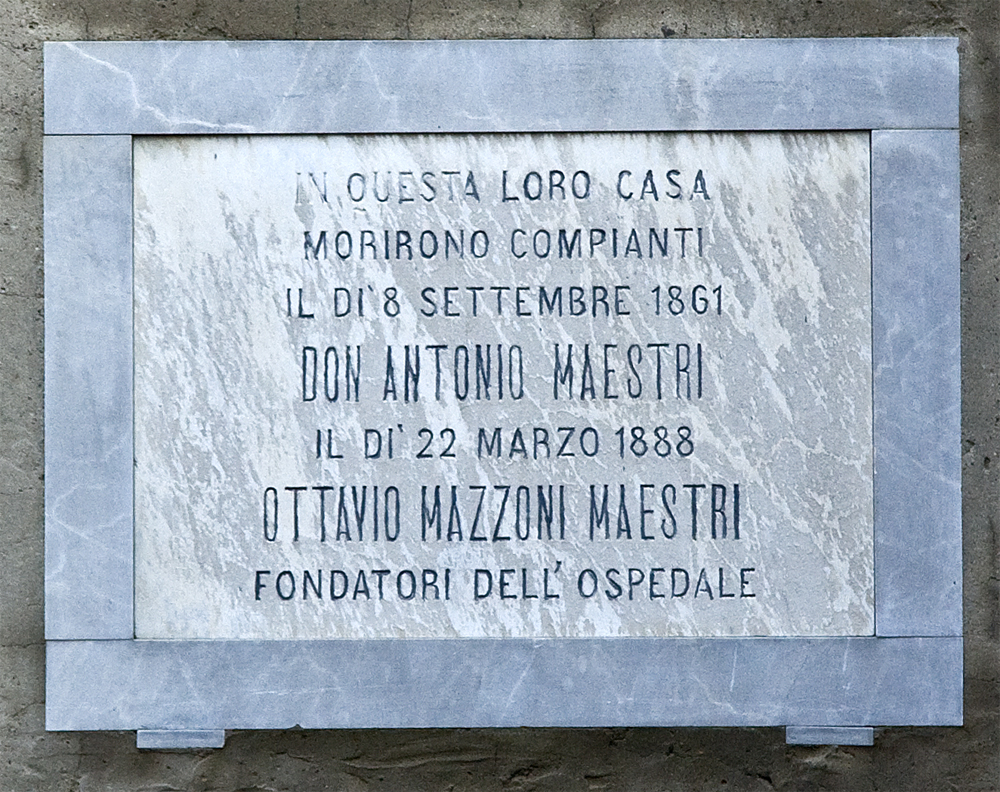 IN QUESTA LORO CASA
MORIRONO COMPIANTI
IL DI' 8 SETTEMBRE 1861
DON ANTONIO MAESTRI
IL DI' 22 MARZO 1888
OTTAVIO MAZZONI MAESTRI
FONDATORI DELL' OSPEDALE